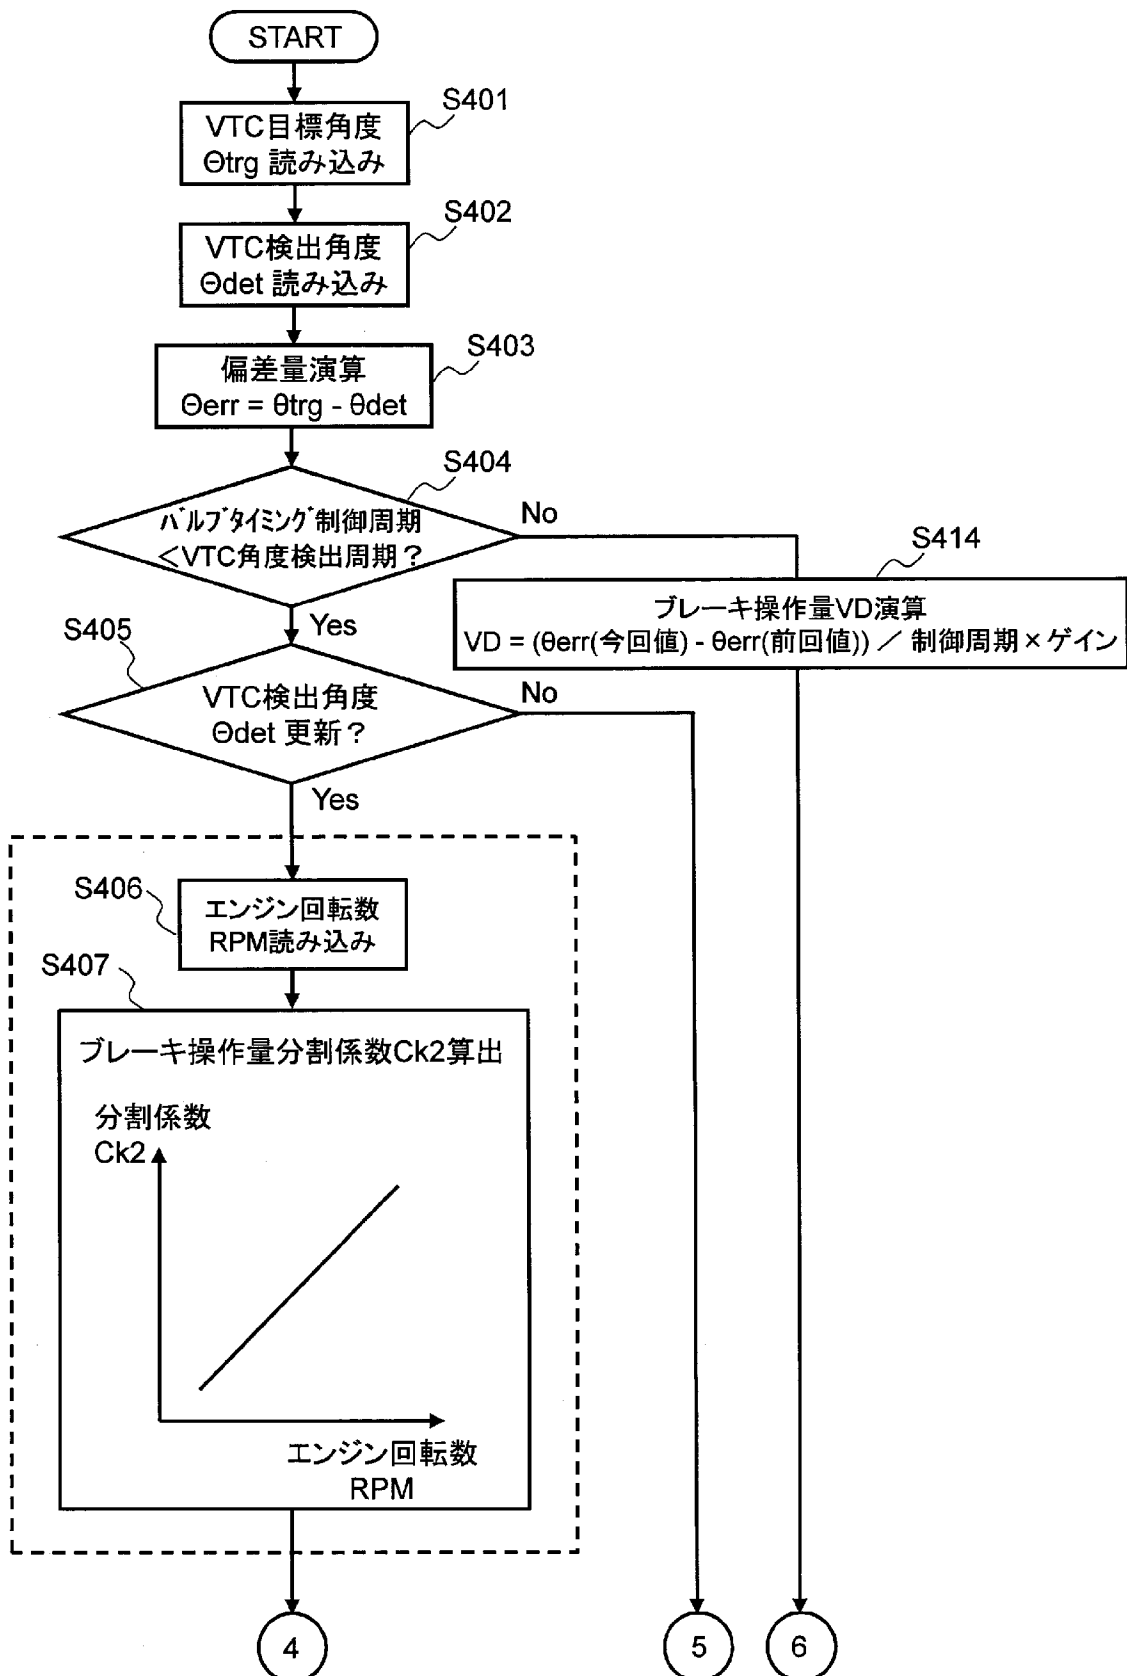 START
S401
VTC目標角度
Θtrg 読み込み
S402
VTC検出角度
Θdet 読み込み
S403
偏差量演算
Θerr = θtrg - θdet
S404
バルブタイミング制御周期
<VTC角度検出周期?
No
S414
ブレーキ操作量VD演算
VD = (θerr(今回値) - θerr(前回値)) / 制御周期×ゲイン
Yes
S405
VTC検出角度
Θdet 更新?
No
Yes
S406
エンジン回転数
RPM読み込み
S407
ブレーキ操作量分割係数Ck2算出
分割係数
Ck2
エンジン回転数
RPM
4
5
6